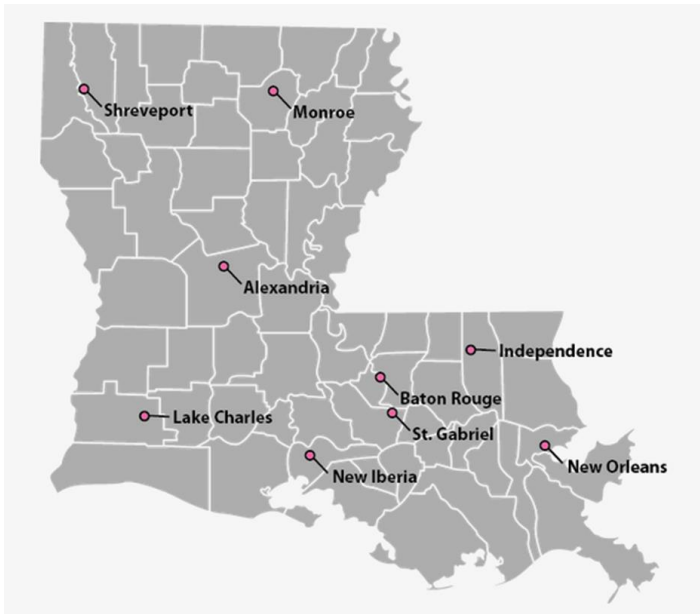 Shreveport
Monroe
Alexandria
Independence
Baton Rouge
Lake Charles
St. Gabriel
New Orleans
New Iberia